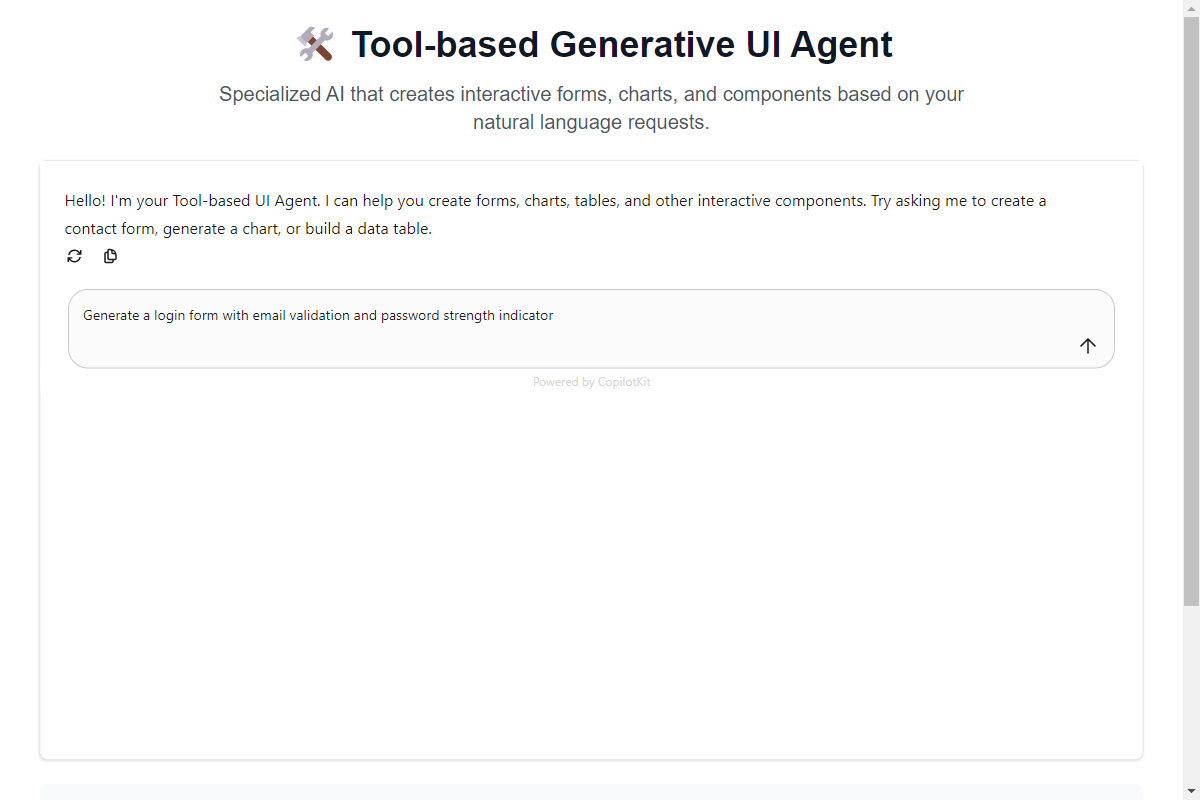 Tool-based Generative UI Agent
Specialized AI that creates interactive forms, charts, and components based on your
natural language requests.
Hello! I'm your Tool-based UI Agent. I can help you create forms, charts, tables, and other interactive components. Try asking me to create a
contact form, generate a chart, or build a data table.
Generate a login form with email validation and password strength indicator
Powered by CopilotKit